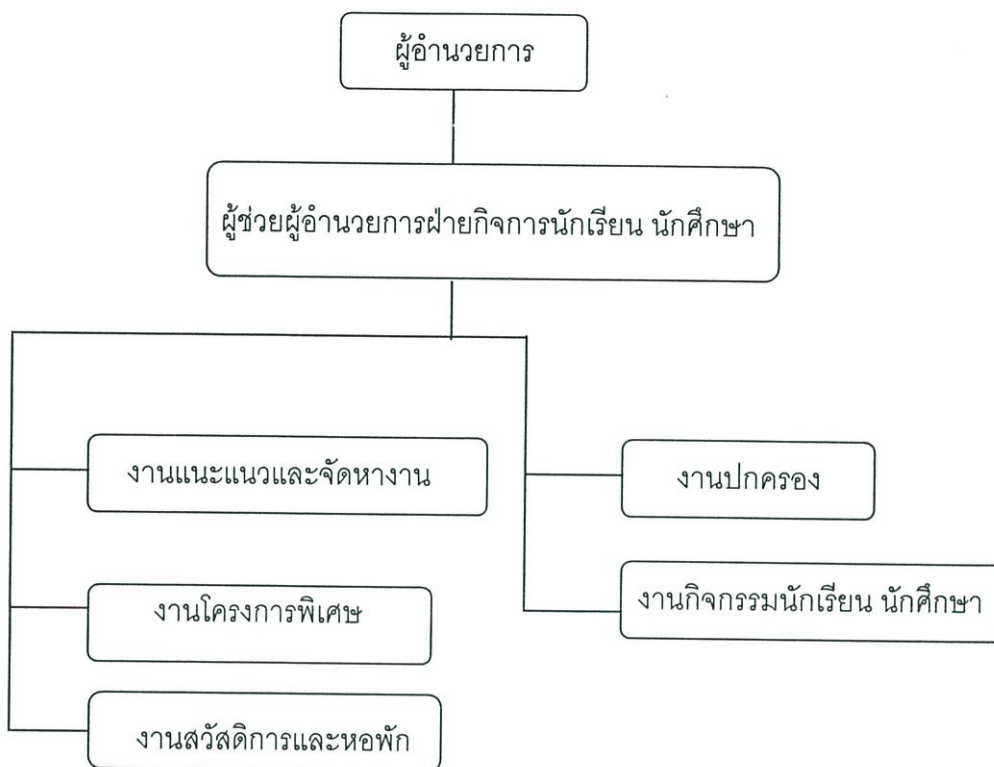 ผู้อำนวยการ
ผู้ช่วยผู้อำนวยการฝ่ายกิจการนักเรียน นักศึกษา
งานแนะแนวและจัดหางาน
งานปกครอง
งานโครงการพิเศษ
งานกิจกรรมนักเรียน นักศึกษา
งานสวัสดิการและหอพัก